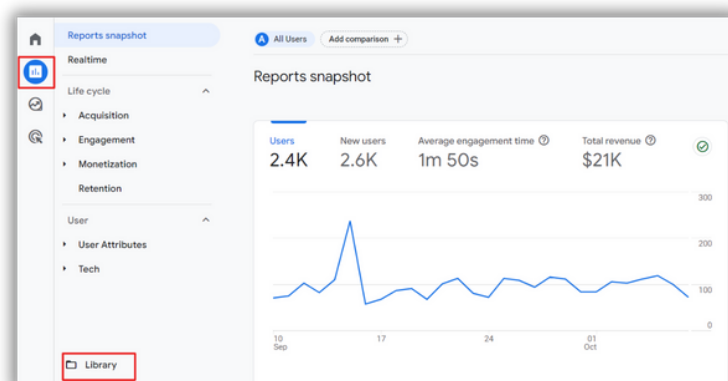 Reports snapshot
Realtime
Life cycle
Acquisition
Engagement
Monetization
Retention
User
User Attributes
Tech
Library
A All Users Add comparison +
Reports snapshot
Users New users Average engagement time Total revenue
2.4K 2.6K 1m 50s $21K
300
200
100
0
10 17 24 01
Sep Oct